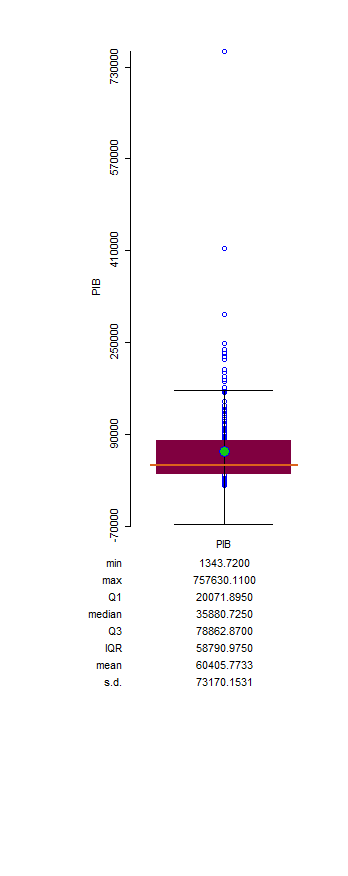 730000
570000
410000
250000
90000
-70000
PIB
PIB
min 1343.7200
max 757630.1100
Q1 20071.8950
median 35880.7250
Q3 78862.8700
IQR 58790.9750
mean 60405.7733
s.d. 73170.1531